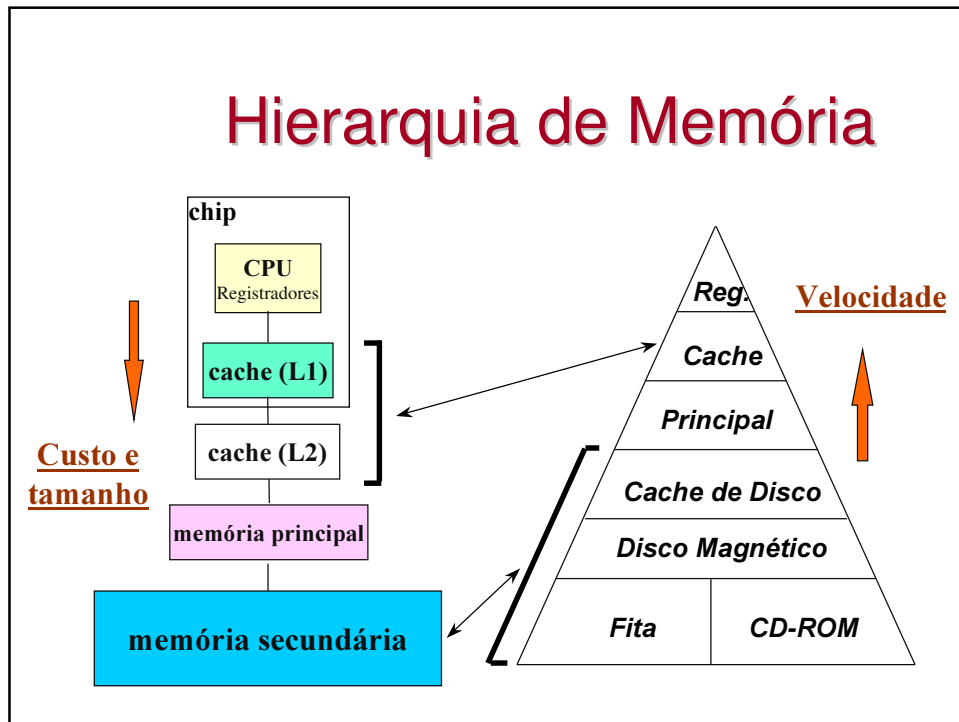 Hierarquia de Memória
chip
CPU
Registradores
cache (L1)
cache (L2)
Custo e
tamanho
memória principal
memória secundária
Reg.
Velocidade
Cache
Principal
Cache de Disco
Disco Magnético
Fita
CD-ROM